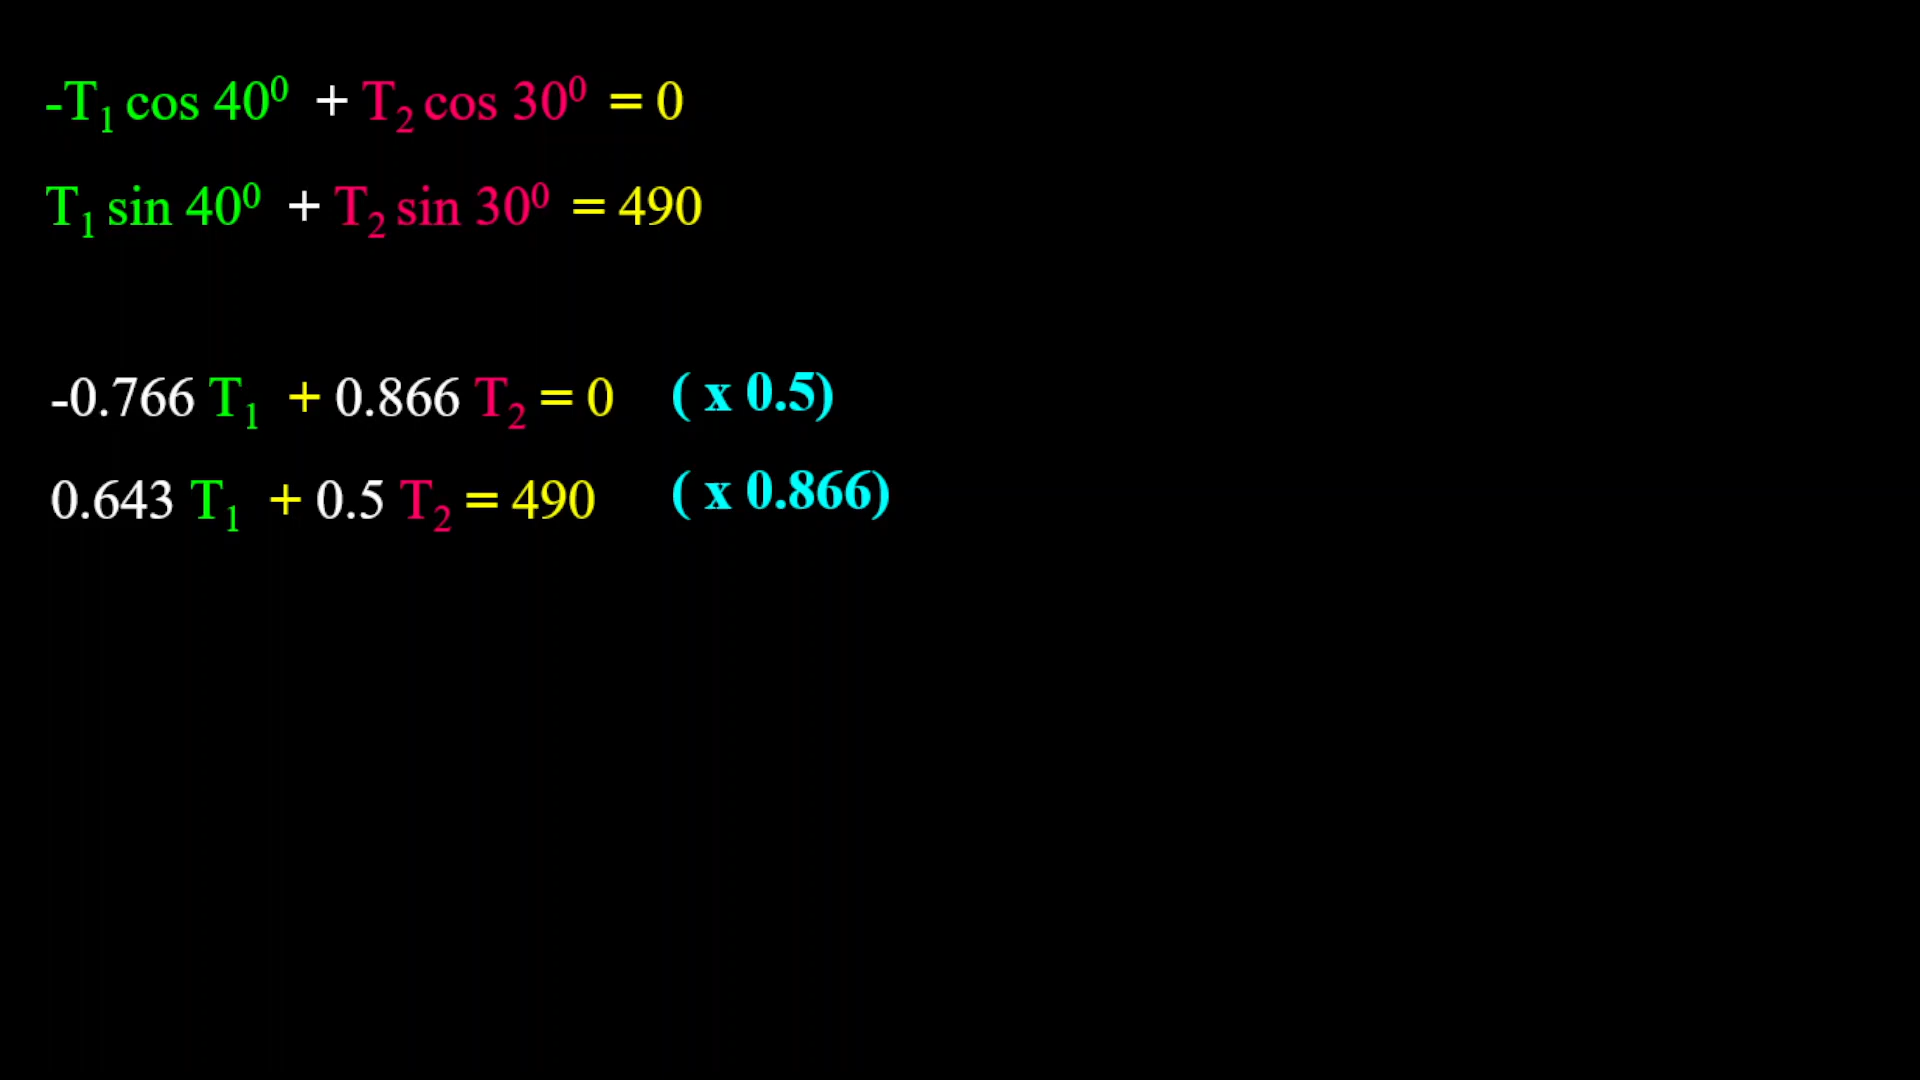 -T₁ cos 40⁰ + T₂ cos 30⁰ = 0
T₁ sin 40⁰ + T₂ sin 30⁰ = 490
-0.766 T₁ + 0.866 T₂ = 0 ( x 0.5)
0.643 T₁ + 0.5 T₂ = 490 ( x 0.866)